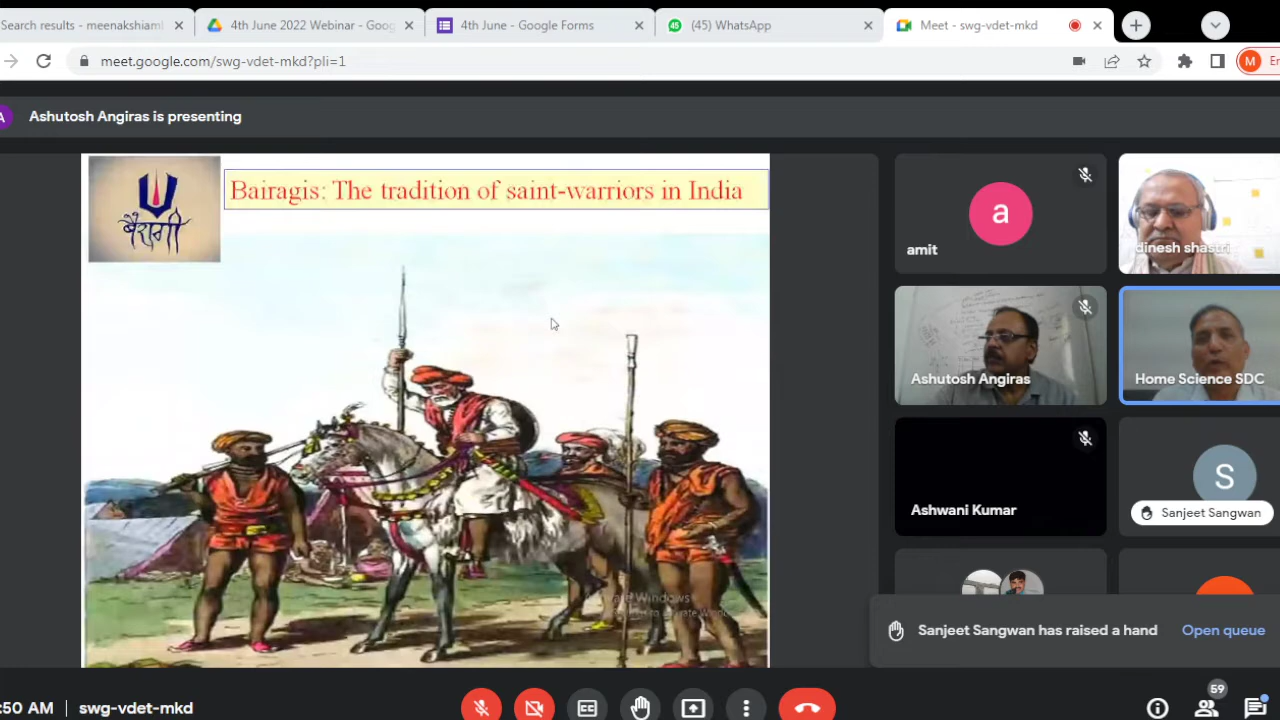 Search results - meenakshiaml
4th June 2022 Webinar - Goog
4th June - Google Forms
(45) WhatsApp
Meet - swg-vdet-mkd
meet.google.com/swg-vdet-mkd?pli=1
M
Ashutosh Angiras is presenting
बैरागी
Bairagis: The tradition of saint-warriors in India
a
amit
dinesh shastri
Ashutosh Angiras
Home Science SDC
Ashwani Kumar
S
Sanjeet Sangwan
Sanjeet Sangwan has raised a hand
Open queue
:50 AM
swg-vdet-mkd
59